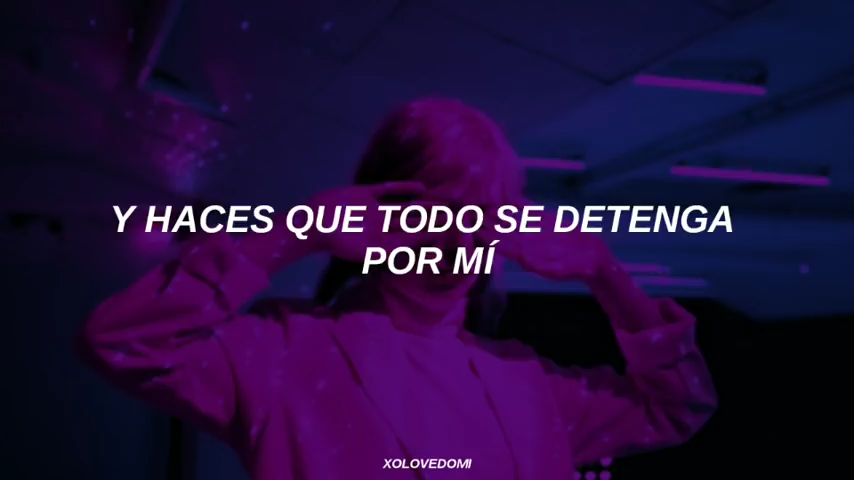 Y HACES QUE TODO SE DETENGA
POR MÍ
XOLOVEDOMI